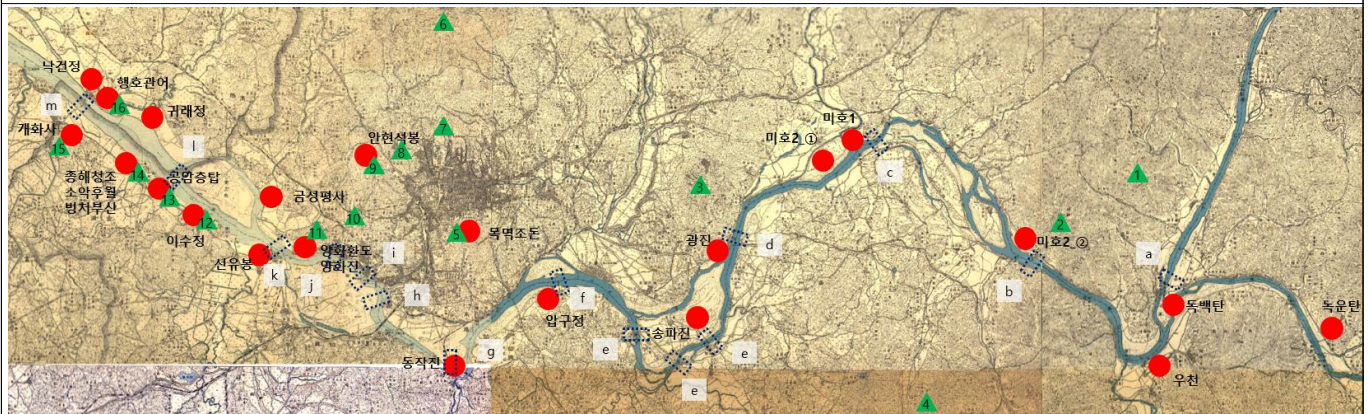 6
낙건정
행호관어
16
m
귀래정
개화사
15
l
안현석봉
7
8
9
미호1
미호2_①
c
1
종해청조
소악후월
빙처부산
14
공암층탑
13
금성평사
3
12
이수정
10
11
5
목멱조돈
2
광진
d
미호2_②
양화환도
양화진
i
선유봉
k
j
h
a
b
f
압구정
독백탄
독운탄
송파진
e
e
e
동작진
g
우천
4